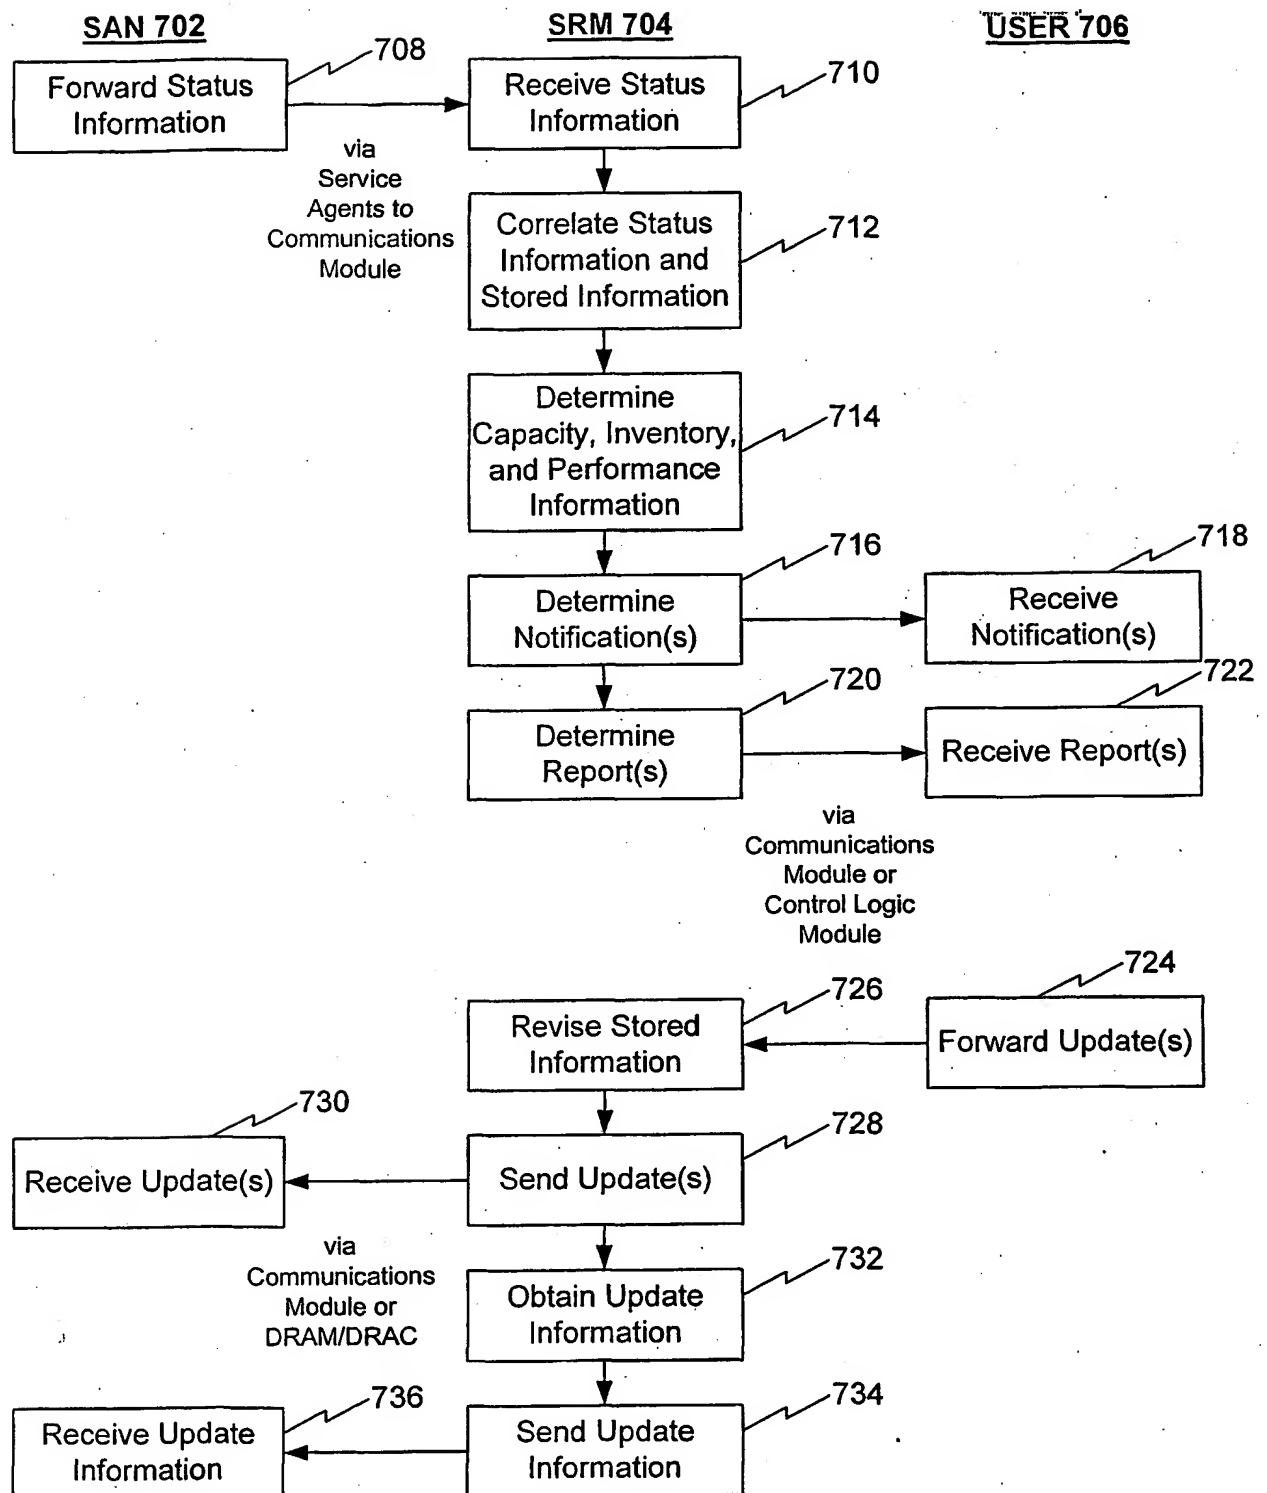 SAN 702
SRM 704
USER 706
708
Forward Status
Information
710
Receive Status
Information
via
Service
Agents to
Communications
Module
712
Correlate Status
Information and
Stored Information
714
Determine
Capacity, Inventory,
and Performance
Information
716
Determine
Notification(s)
718
Receive
Notification(s)
720
Determine
Report(s)
722
Receive Report(s)
via
Communications
Module or
Control Logic
Module
724
Forward Update(s)
726
Revise Stored
Information
728
Send Update(s)
730
Receive Update(s)
via
Communications
Module or
DRAM/DRAC
732
Obtain Update
Information
734
Send Update
Information
736
Receive Update
Information